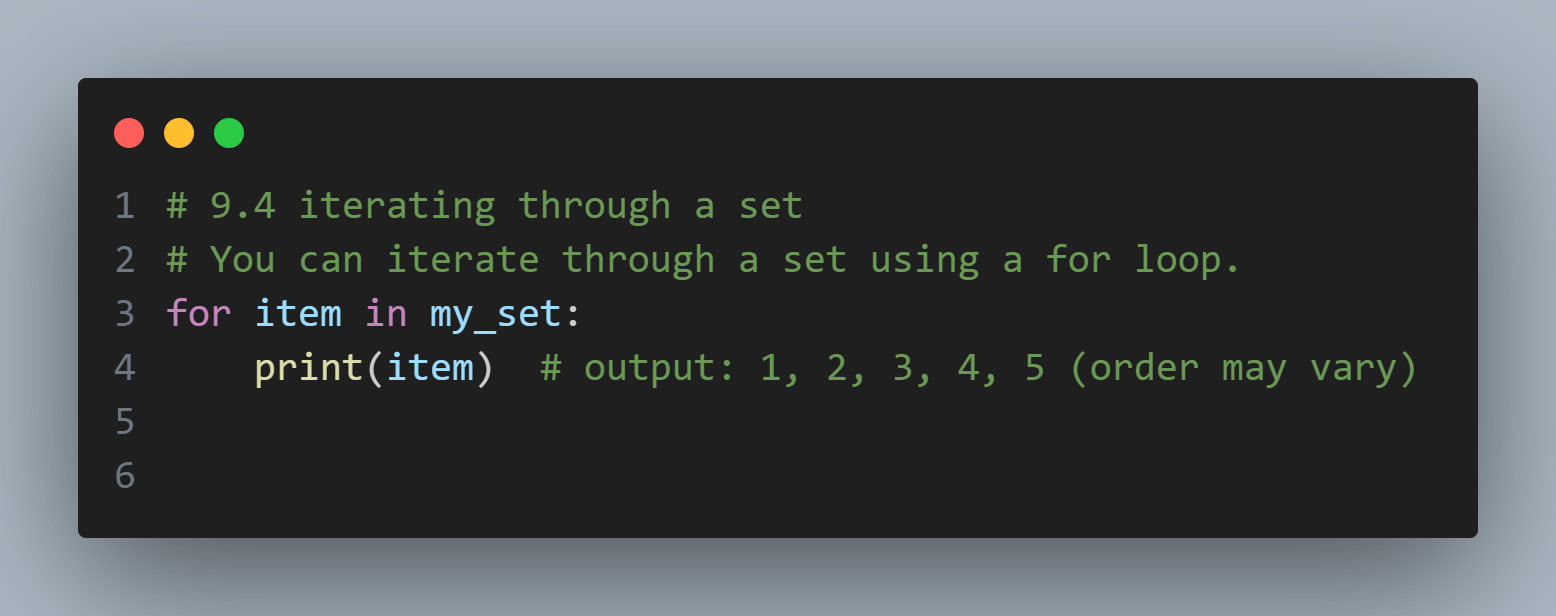 1 # 9.4 iterating through a set
2 # You can iterate through a set using a for loop.
3 for item in my_set:
4     print(item)  # output: 1, 2, 3, 4, 5 (order may vary)
5
6